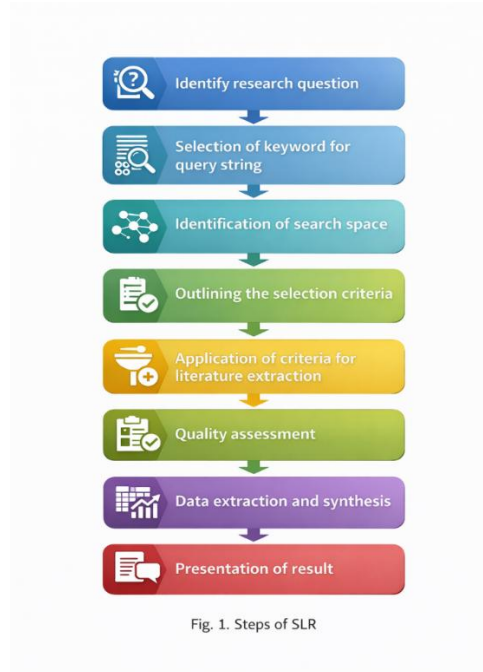 Identify research question
Selection of keyword for
query string
Identification of search space
Outlining the selection criteria
Application of criteria for
literature extraction
Quality assessment
Data extraction and synthesis
Presentation of result
Fig. 1. Steps of SLR